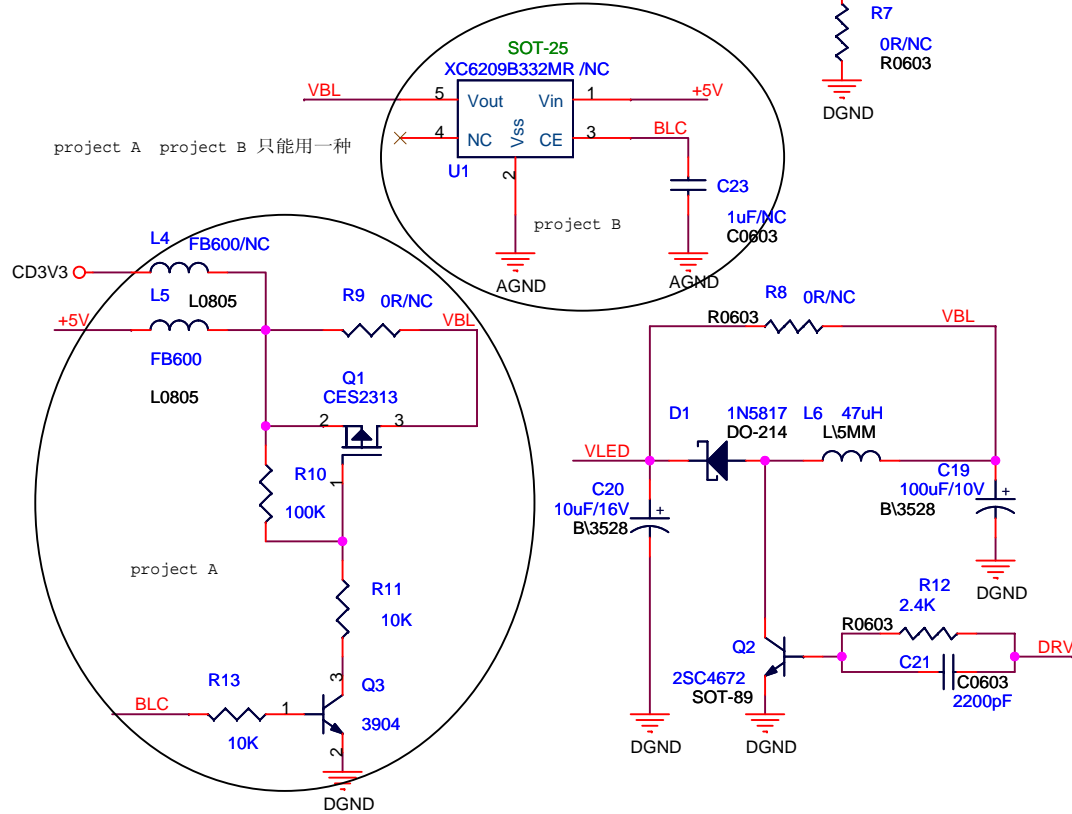 R7
0R/NC
R0603
DGND
SOT-25
XC6209B332MR /NC
VBL
5
Vout
Vin
1
+5V
4
NC
Vss
CE
3
BLC
U1
2
C23
1uF/NC
C0603
project B
AGND
AGND
project A project B 只能用一种
L4
FB600/NC
CD3V3
L5
L0805
+5V
FB600
L0805
R9
0R/NC
VBL
Q1
CES2313
2
3
1
R10
100K
project A
R11
10K
R13
BLC
10K
1
3
Q3
3904
2
DGND
R8
0R/NC
R0603
VBL
D1
1N5817
DO-214
L6
47uH
L\5MM
VLED
C20
10uF/16V
B\3528
+
C19
100uF/10V
B\3528
+
DGND
R12
2.4K
R0603
DRV
C21
C0603
2200pF
Q2
2SC4672
SOT-89
DGND
DGND